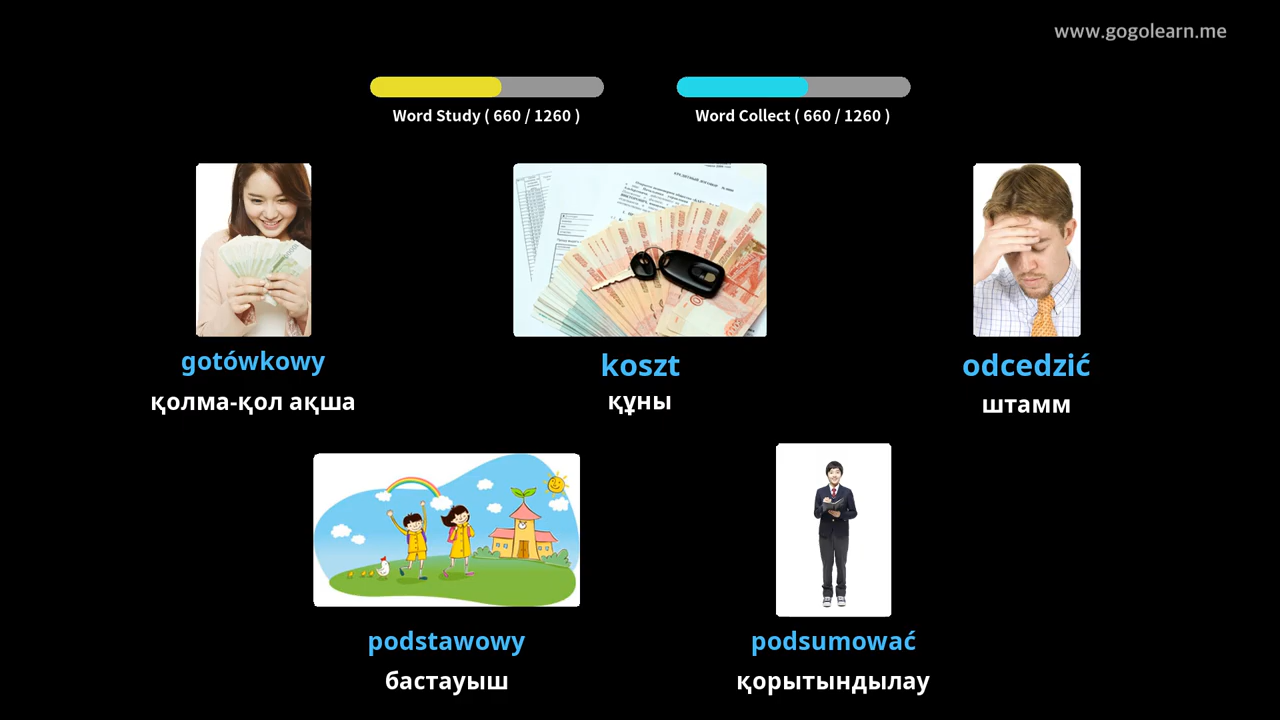 www.gogolearn.me
Word Study ( 660 / 1260 )
Word Collect ( 660 / 1260 )
gotówkowy
қолма-қол ақша
koszt
құны
odcedzić
штамм
podstawowy
бастауыш
podsumować
қорытындылау